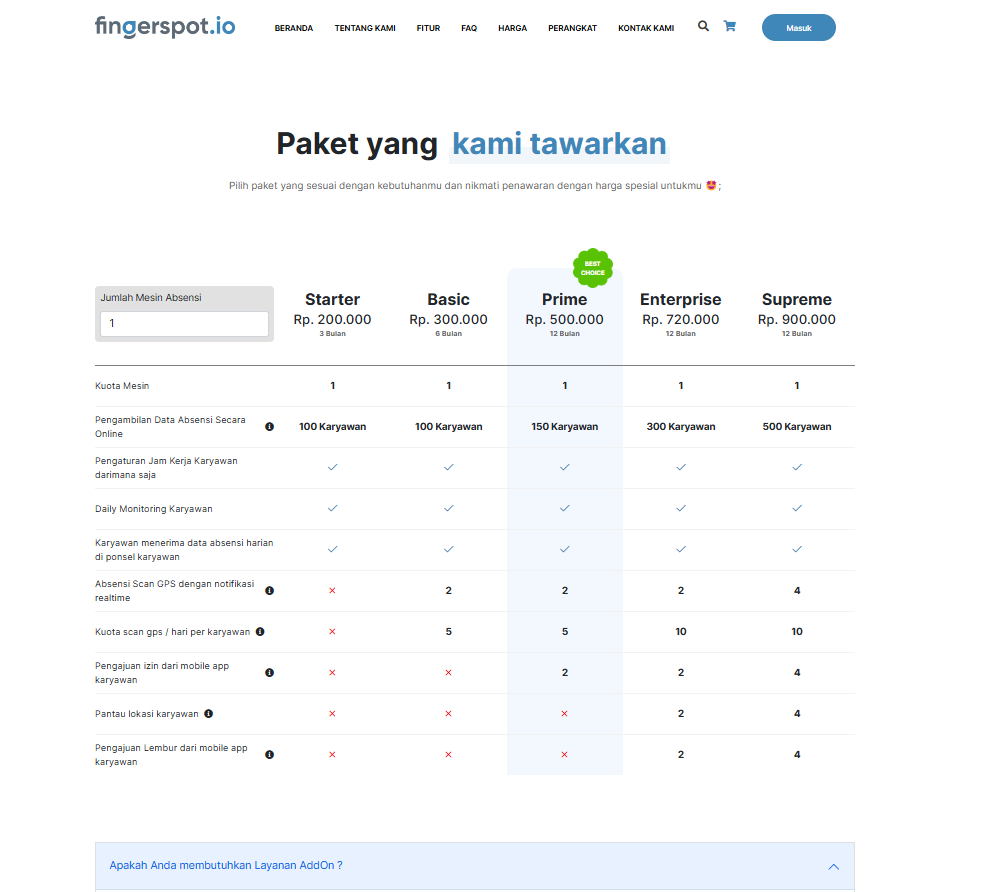 fingerspot.io
BERANDA TENTANG KAMI FITUR FAQ HARGA PERANGKAT KONTAK KAMI Masuk
Paket yang kami tawarkan
Pilih paket yang sesuai dengan kebutuhanmu dan nikmati penawaran dengan harga spesial untukmu 🤩;
BEST
CHOICE
Jumlah Mesin Absensi
1
Starter Basic Prime Enterprise Supreme
Rp. 200.000 Rp. 300.000 Rp. 500.000 Rp. 720.000 Rp. 900.000
3 Bulan 6 Bulan 12 Bulan 12 Bulan 12 Bulan
Kuota Mesin 1 1 1 1 1
Pengambilan Data Absensi Secara
Online
100 Karyawan 100 Karyawan 150 Karyawan 300 Karyawan 500 Karyawan
Pengaturan Jam Kerja Karyawan
darimana saja
Daily Monitoring Karyawan
Karyawan menerima data absensi harian
di ponsel karyawan
Absensi Scan GPS dengan notifikasi
realtime
2 2 2 4
Kuota scan gps / hari per karyawan 5 5 10 10
Pengajuan izin dari mobile app
karyawan
2 2 4
Pantau lokasi karyawan 2 4
Pengajuan Lembur dari mobile app
karyawan
2 4
Apakah Anda membutuhkan Layanan AddOn ?